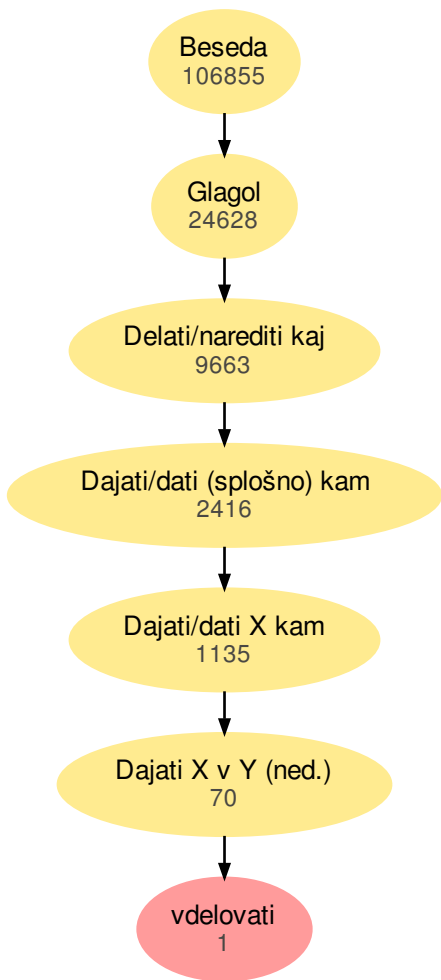 Beseda
106855
Glagol
24628
Delati/narediti kaj
9663
Dajati/dati (splošno) kam
2416
Dajati/dati X kam
1135
Dajati X v Y (ned.)
70
vdelovati
1